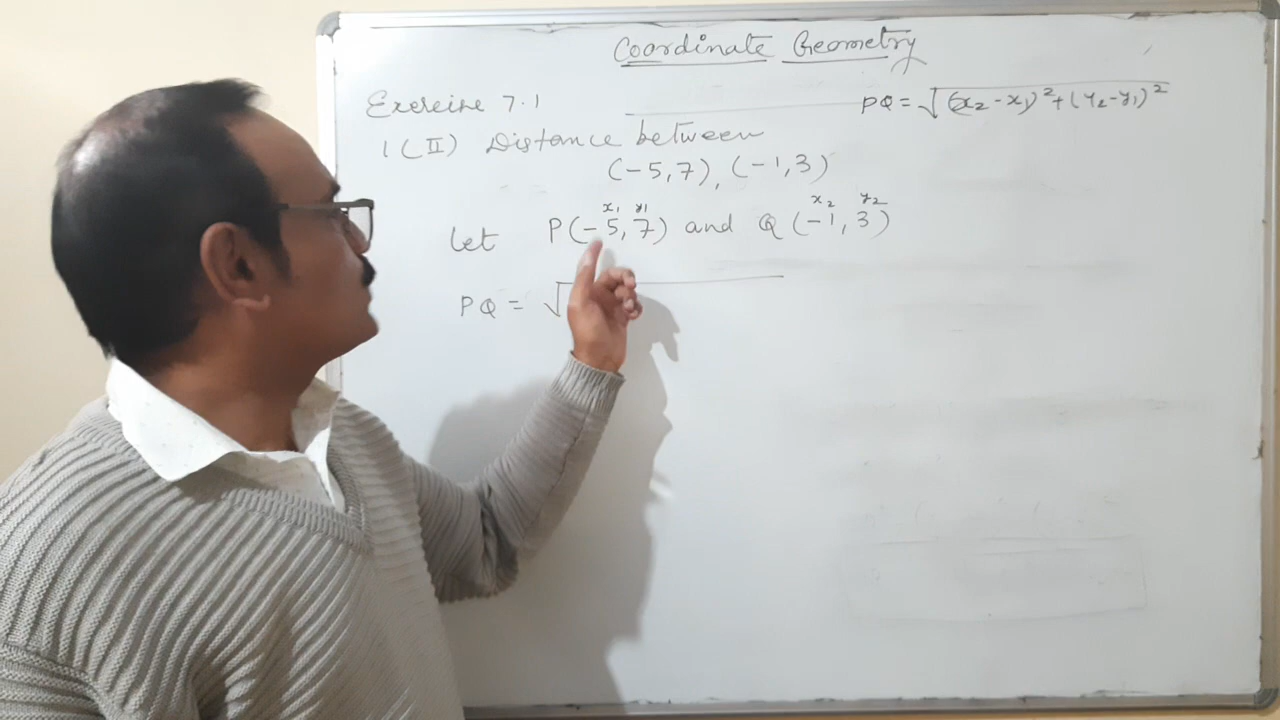 Coordinate Geometry
Exercise 7.1
PQ = √(x₂ - x₁)² + (y₂ - y₁)²
1 (II) Distance between
(-5, 7), (-1, 3)
x₁ y₁ x₂ y₂
Let P(-5, 7) and Q (-1, 3)
PQ = √